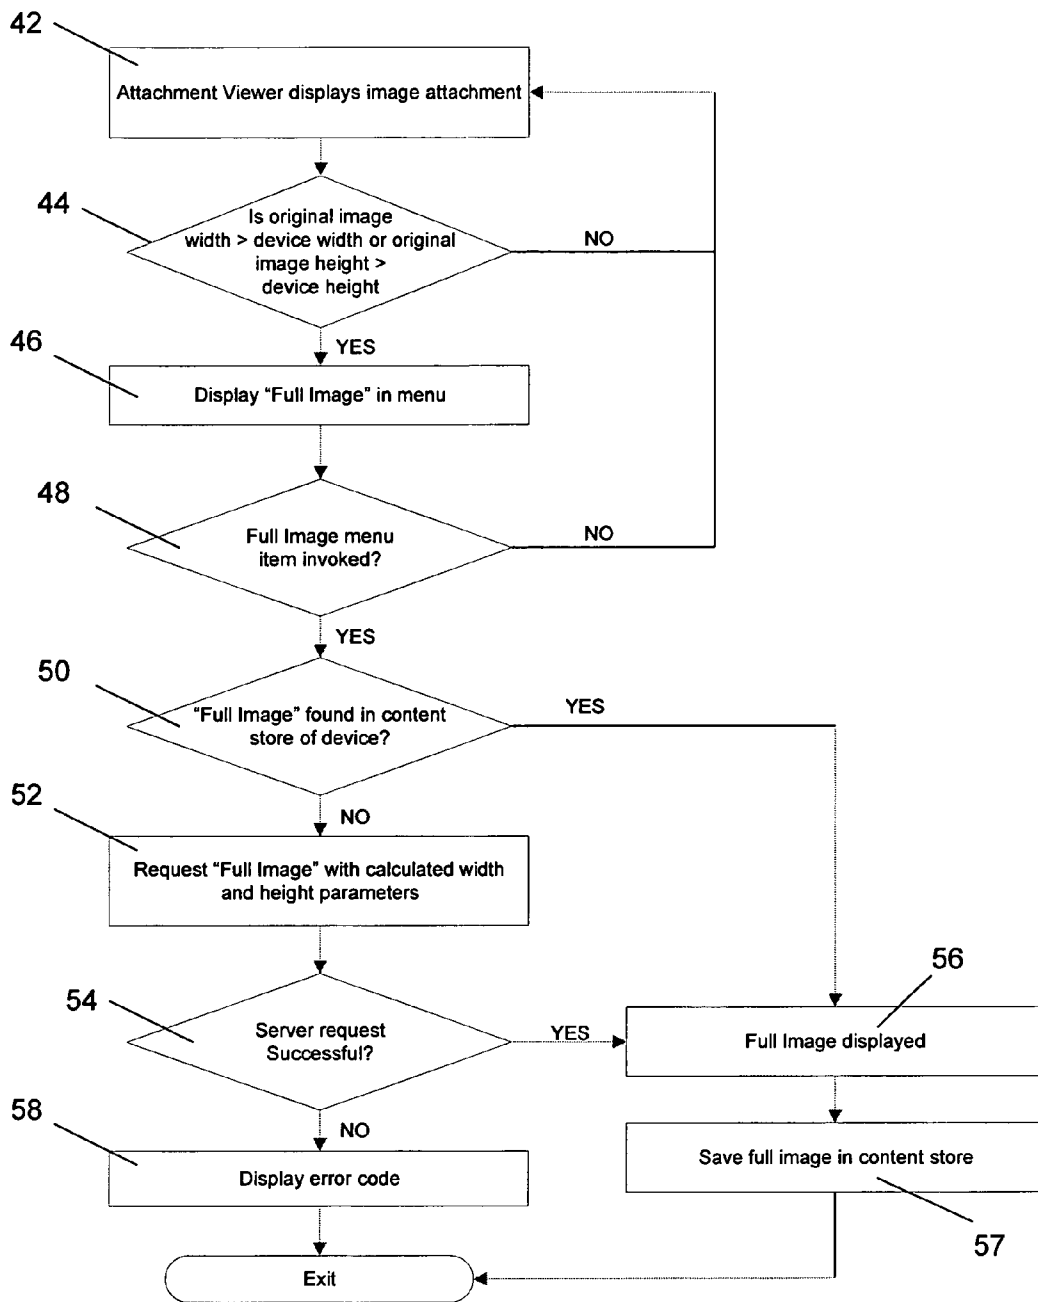 42
Attachment Viewer displays image attachment
44
Is original image
width > device width or original
image height >
device height
NO
YES
46
Display “Full Image” in menu
48
Full Image menu
item invoked?
NO
YES
50
“Full Image” found in content
store of device?
YES
NO
52
Request “Full Image” with calculated width
and height parameters
54
Server request
Successful?
YES
56
Full Image displayed
NO
58
Display error code
Save full image in content store
57
Exit